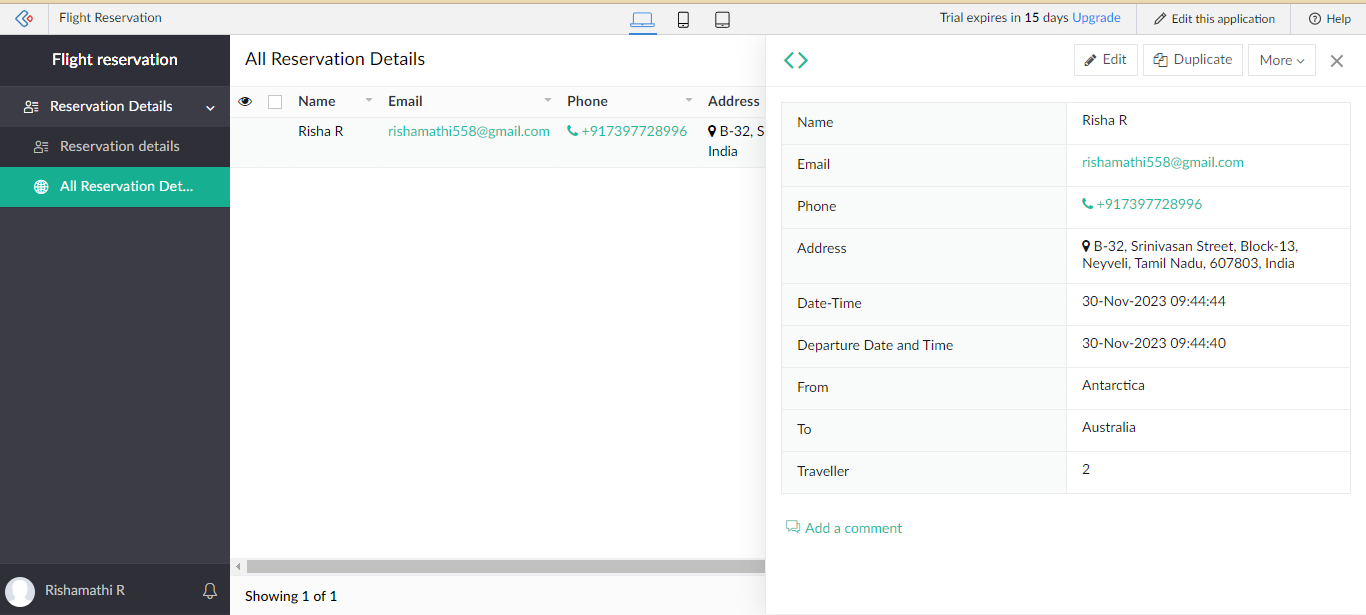 Flight Reservation
Trial expires in 15 days Upgrade
Edit this application
Help
Flight reservation
Reservation Details
Reservation details
All Reservation Det...
Rishamathi R
All Reservation Details
Name Email Phone Address
Risha R rishamathi558@gmail.com +917397728996 B-32, S
India
Showing 1 of 1
Edit Duplicate More
Name Risha R
Email rishamathi558@gmail.com
Phone +917397728996
Address B-32, Srinivasan Street, Block-13,
Neyveli, Tamil Nadu, 607803, India
Date-Time 30-Nov-2023 09:44:44
Departure Date and Time 30-Nov-2023 09:44:40
From Antarctica
To Australia
Traveller 2
Add a comment